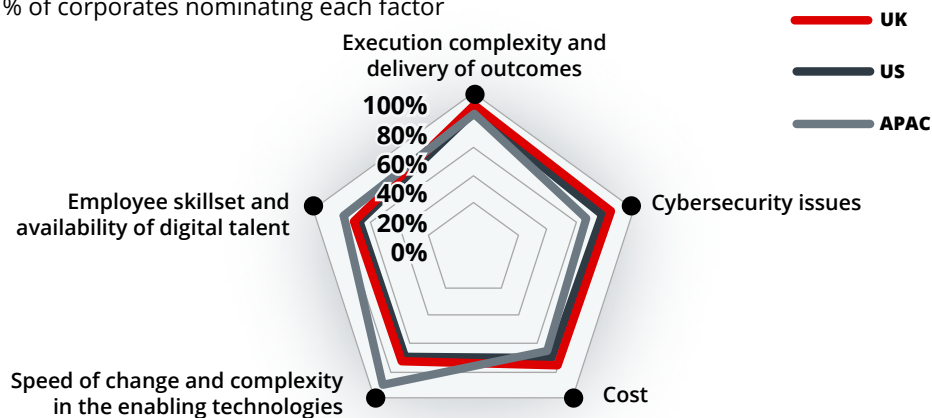 % of corporates nominating each factor
UK
US
APAC
Execution complexity and
delivery of outcomes
100%
80%
60%
40%
20%
0%
Employee skillset and
availability of digital talent
Cybersecurity issues
Speed of change and complexity
in the enabling technologies
Cost